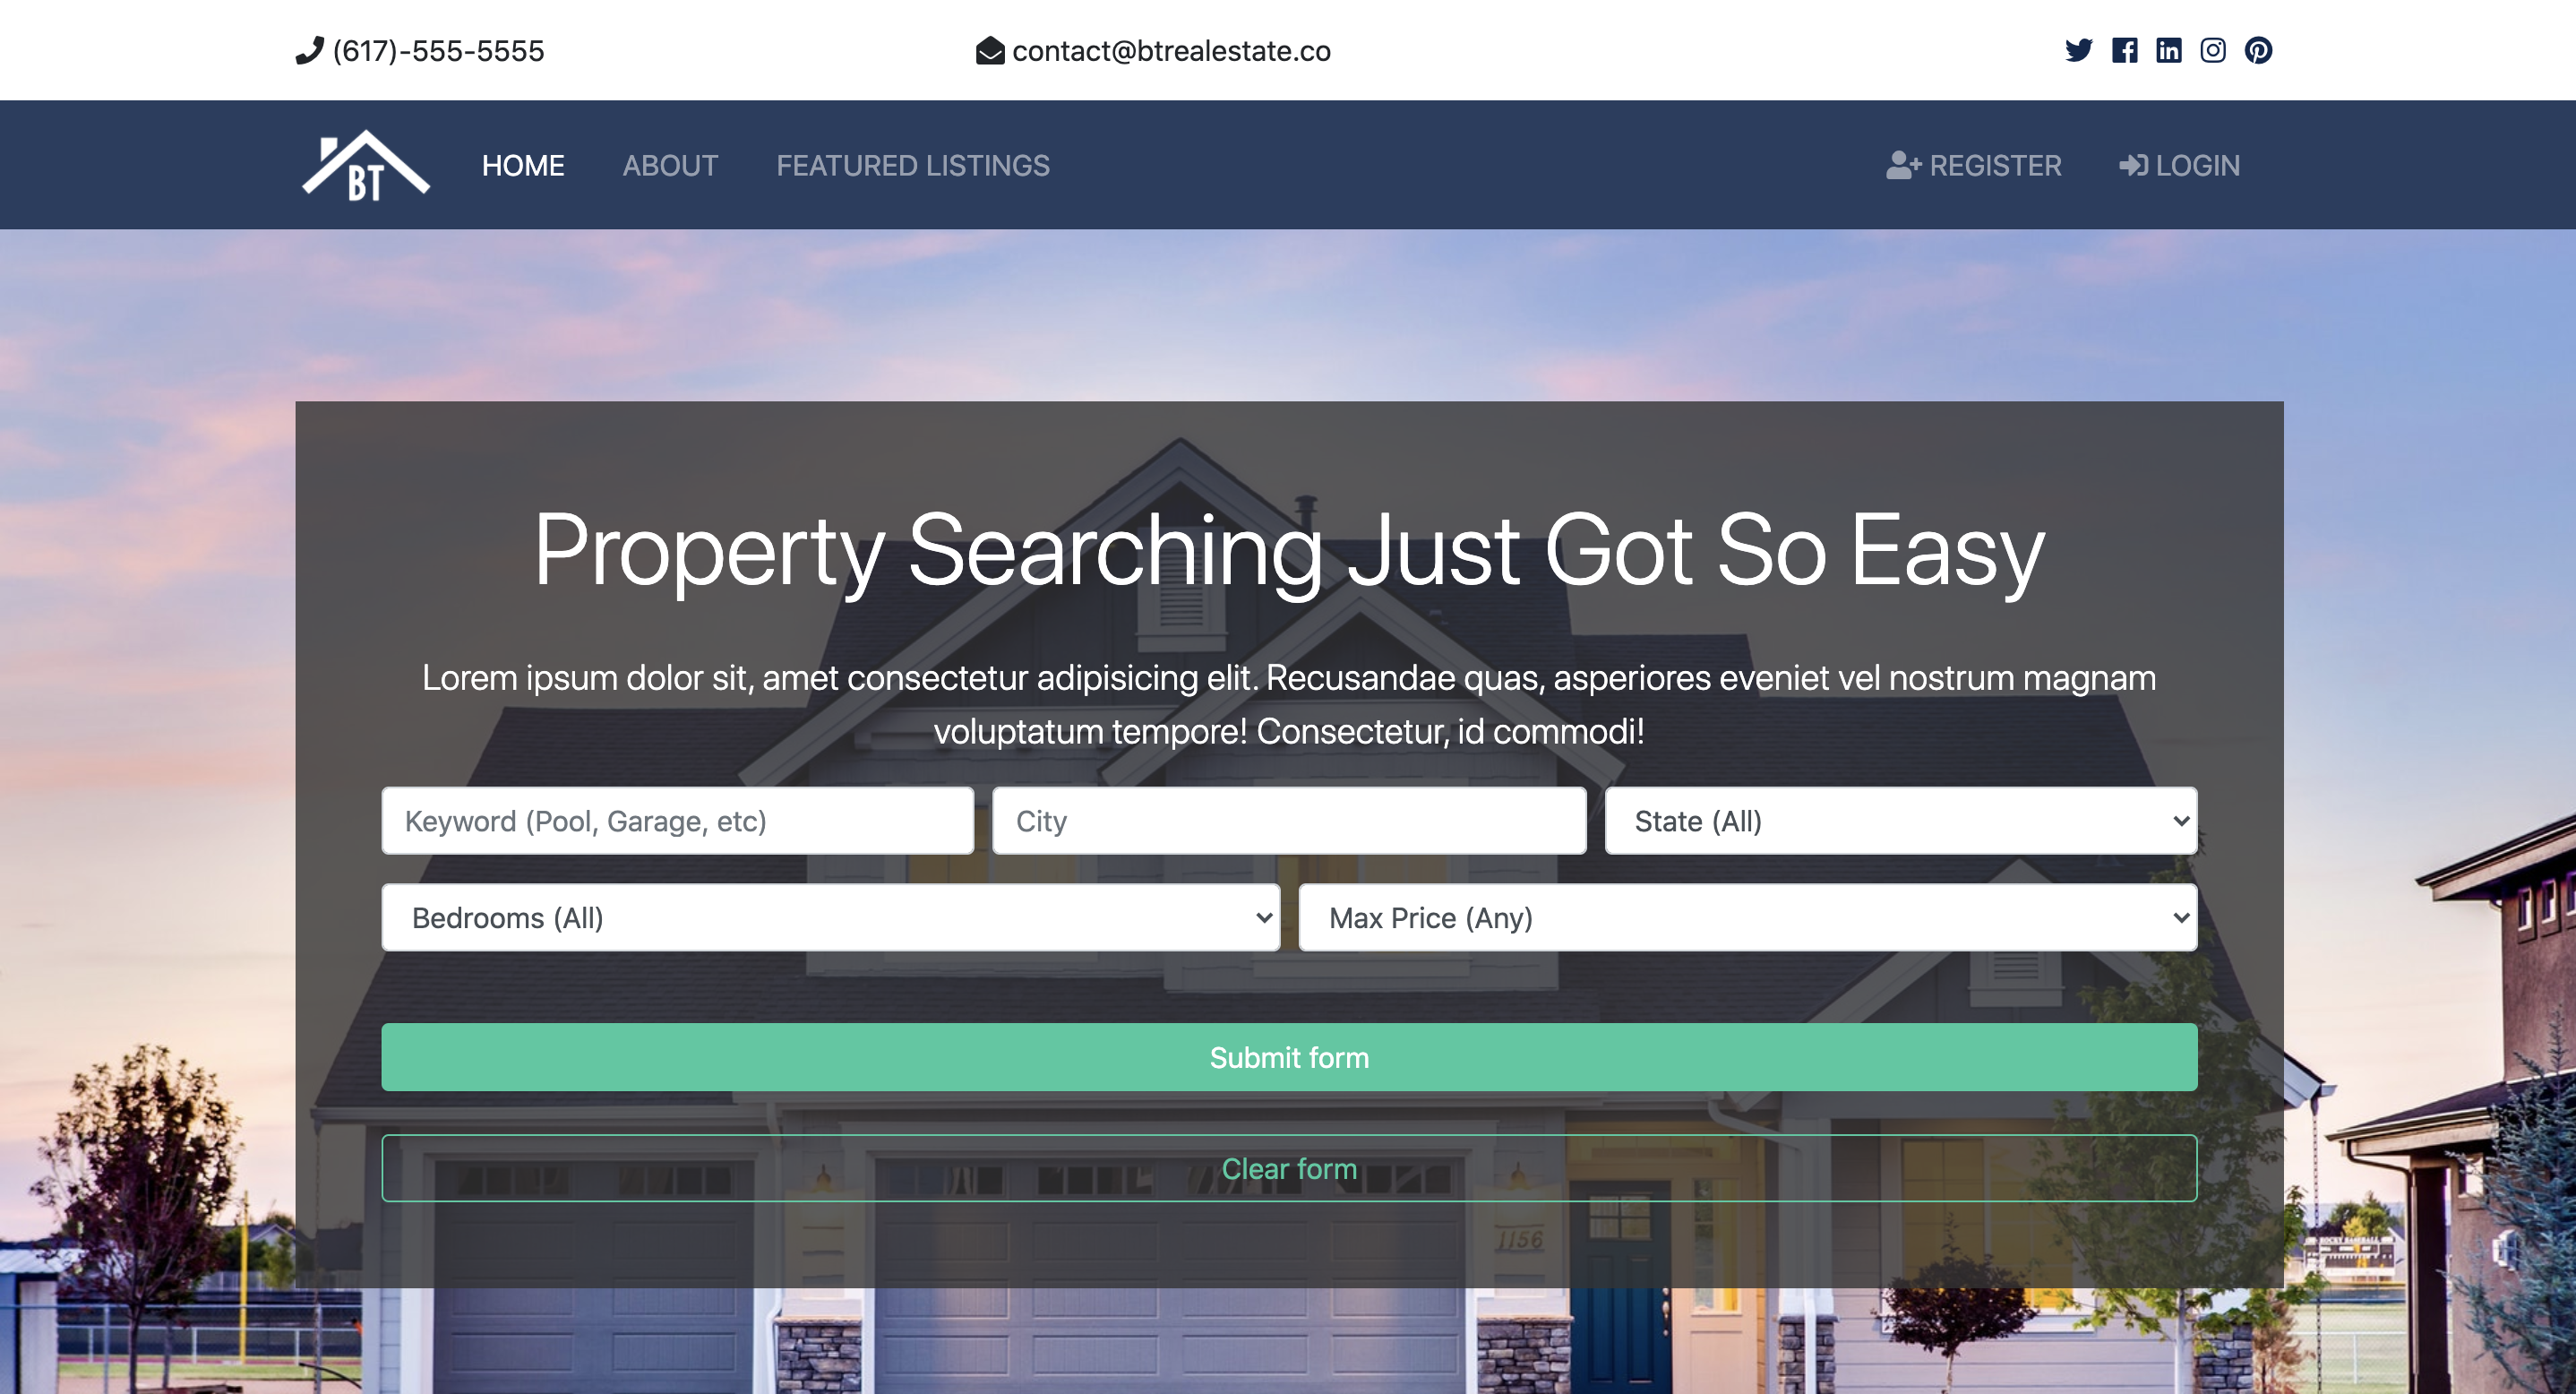 (617)-555-5555
contact@btrealestate.co
BT
HOME
ABOUT
FEATURED LISTINGS
REGISTER
LOGIN
Property Searching Just Got So Easy
Lorem ipsum dolor sit, amet consectetur adipisicing elit. Recusandae quas, asperiores eveniet vel nostrum magnam
voluptatum tempore! Consectetur, id commodi!
Keyword (Pool, Garage, etc)
City
State (All)
Bedrooms (All)
Max Price (Any)
Submit form
Clear form
1156